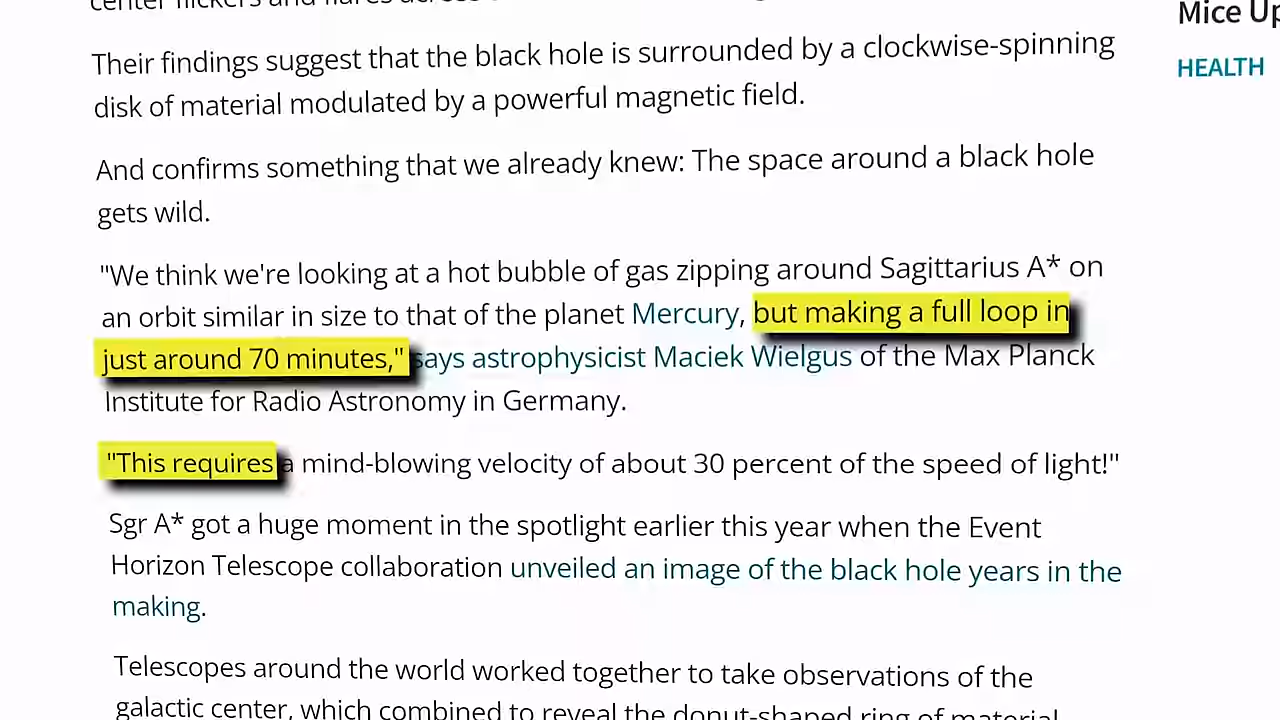 Their findings suggest that the black hole is surrounded by a clockwise-spinning
disk of material modulated by a powerful magnetic field.
And confirms something that we already knew: The space around a black hole
gets wild.
"We think we're looking at a hot bubble of gas zipping around Sagittarius A* on
an orbit similar in size to that of the planet Mercury, but making a full loop in
just around 70 minutes," says astrophysicist Maciek Wielgus of the Max Planck
Institute for Radio Astronomy in Germany.
"This requires a mind-blowing velocity of about 30 percent of the speed of light!"
Sgr A* got a huge moment in the spotlight earlier this year when the Event
Horizon Telescope collaboration unveiled an image of the black hole years in the
making.
Telescopes around the world worked together to take observations of the
galactic center, which combined to reveal the donut-shaped ring of material
Mice Up
HEALTH